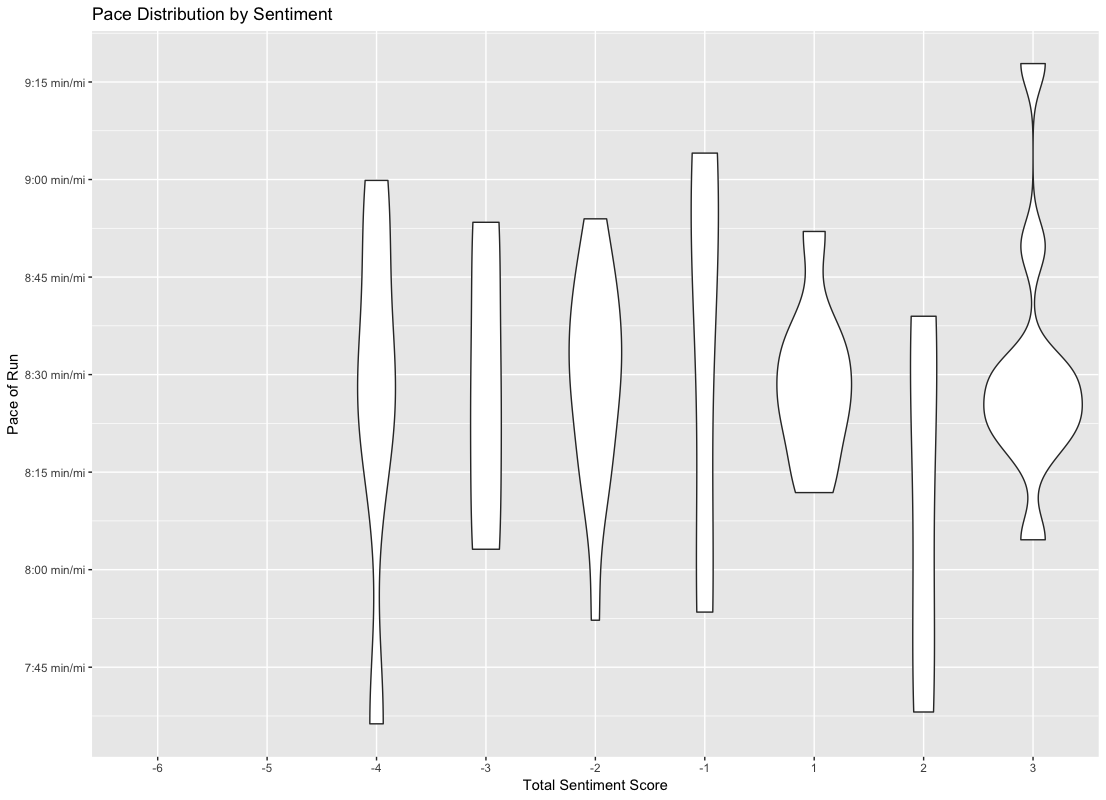 Pace Distribution by Sentiment
Pace of Run
9:15 min/mi
9:00 min/mi
8:45 min/mi
8:30 min/mi
8:15 min/mi
8:00 min/mi
7:45 min/mi
-6 -5 -4 -3 -2 -1 1 2 3
Total Sentiment Score